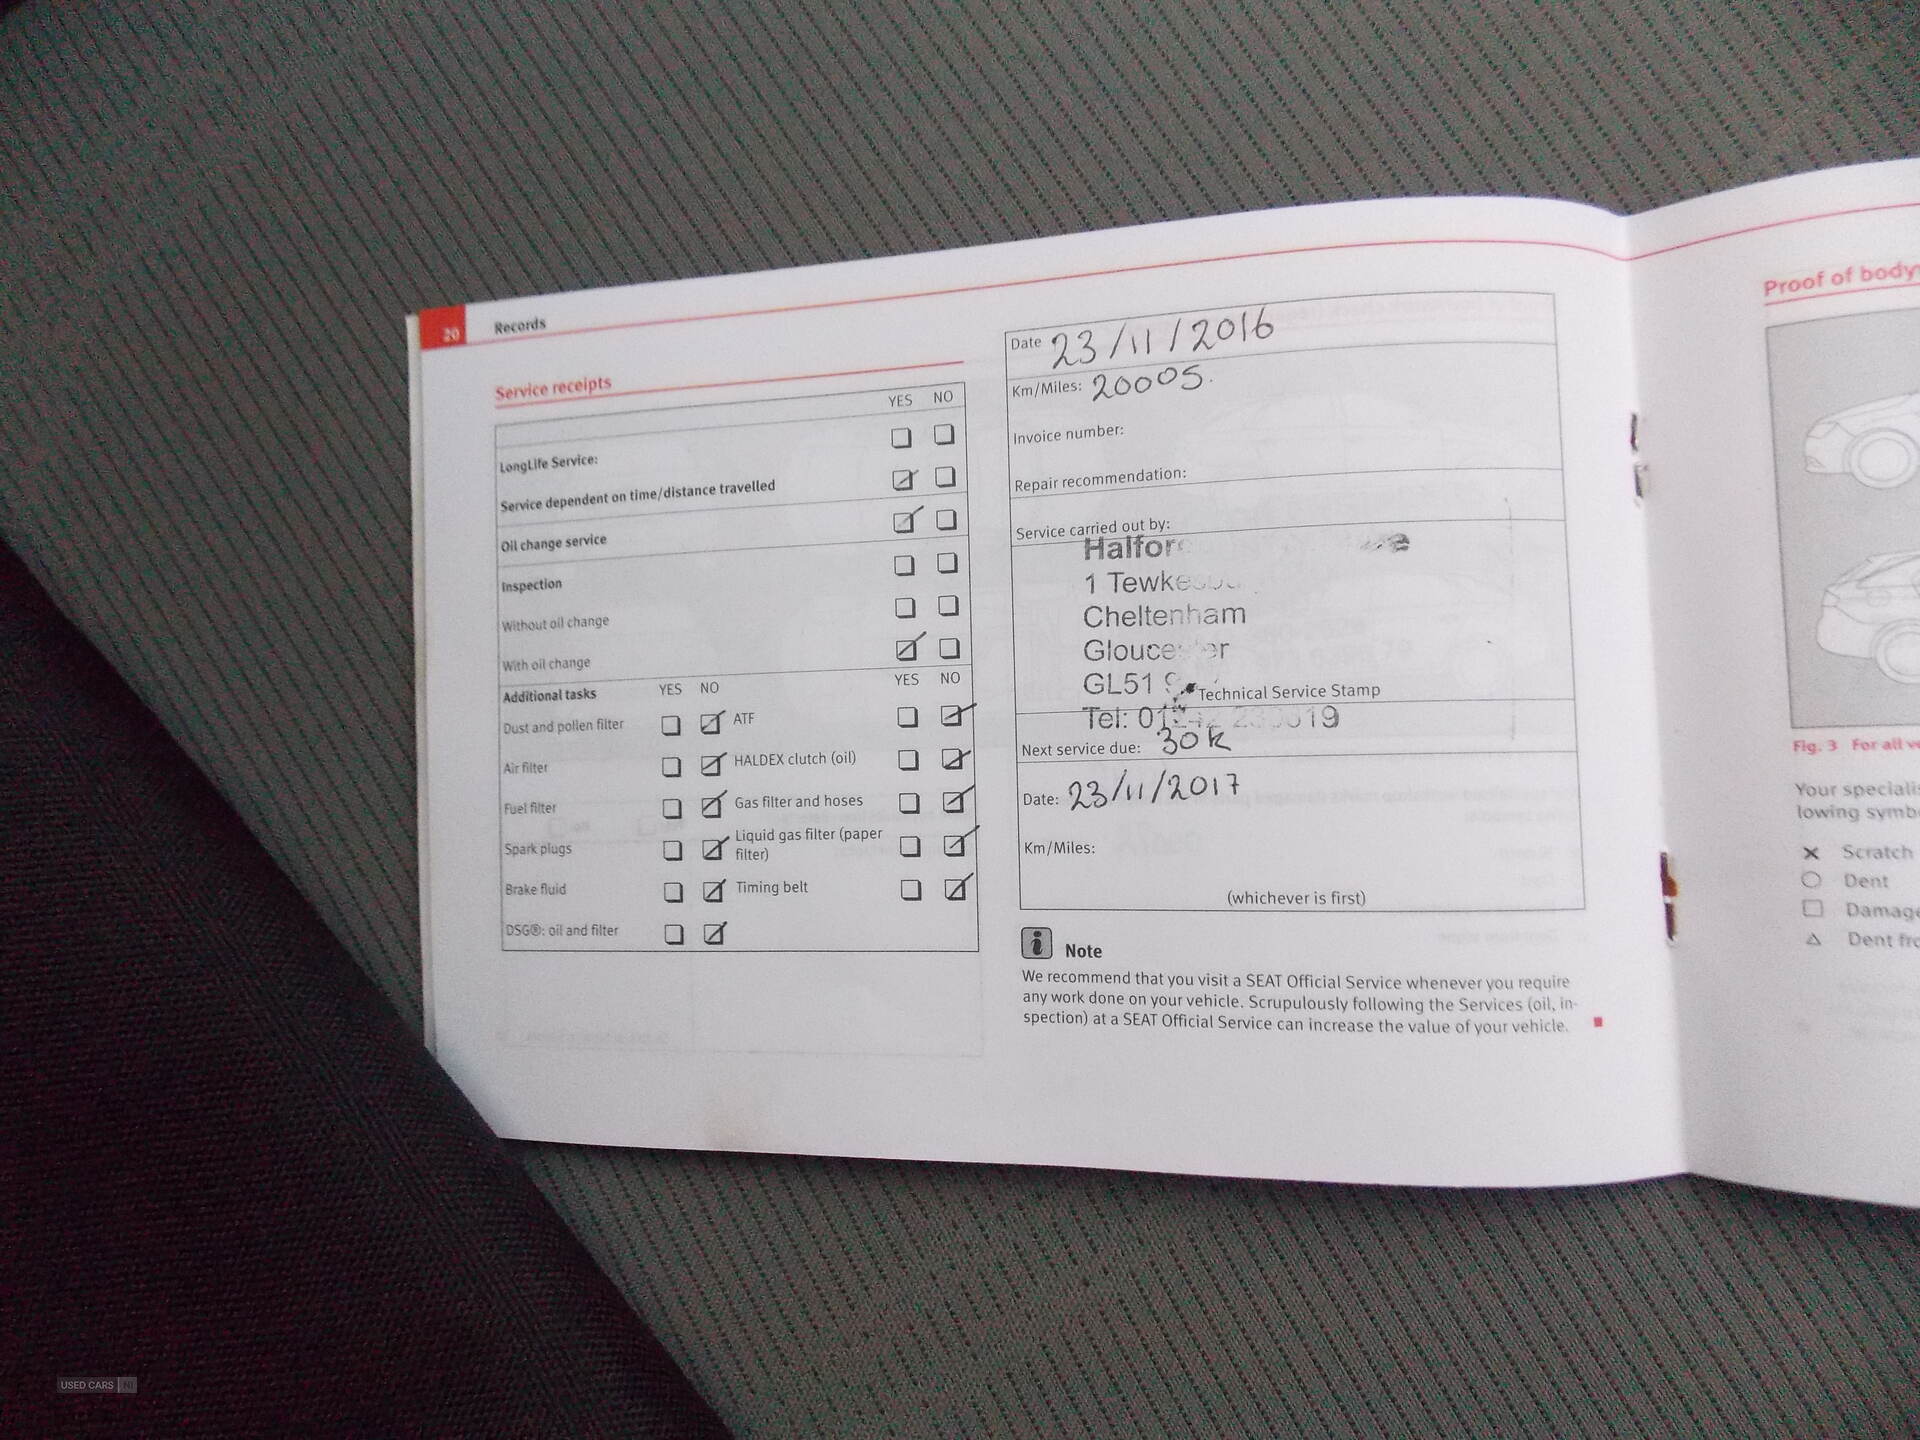 20 Records
Service receipts
YES NO
LongLife Service:
Service dependent on time/distance travelled
Oil change service
Inspection
Without oil change
With oil change
Additional tasks YES NO YES NO
Dust and pollen filter ATF
Air filter HALDEX clutch (oil)
Fuel filter Gas filter and hoses
Spark plugs Liquid gas filter (paper
filter)
Brake fluid Timing belt
DSG®: oil and filter
Date 23/11/2016
Km/Miles: 20005.
Invoice number:
Repair recommendation:
Service carried out by:
1
Cheltenham
GL51
Technical Service Stamp
Tel:
Next service due: 30k
Date: 23/11/2017
Km/Miles:
(whichever is first)
i Note
We recommend that you visit a SEAT Official Service whenever you require
any work done on your vehicle. Scrupulously following the Services (oil, in-
spection) at a SEAT Official Service can increase the value of your vehicle.
Proof of body
Fig. 3 For all
Your
lowing
Scratch
Dent
Dent
USED CARS NI